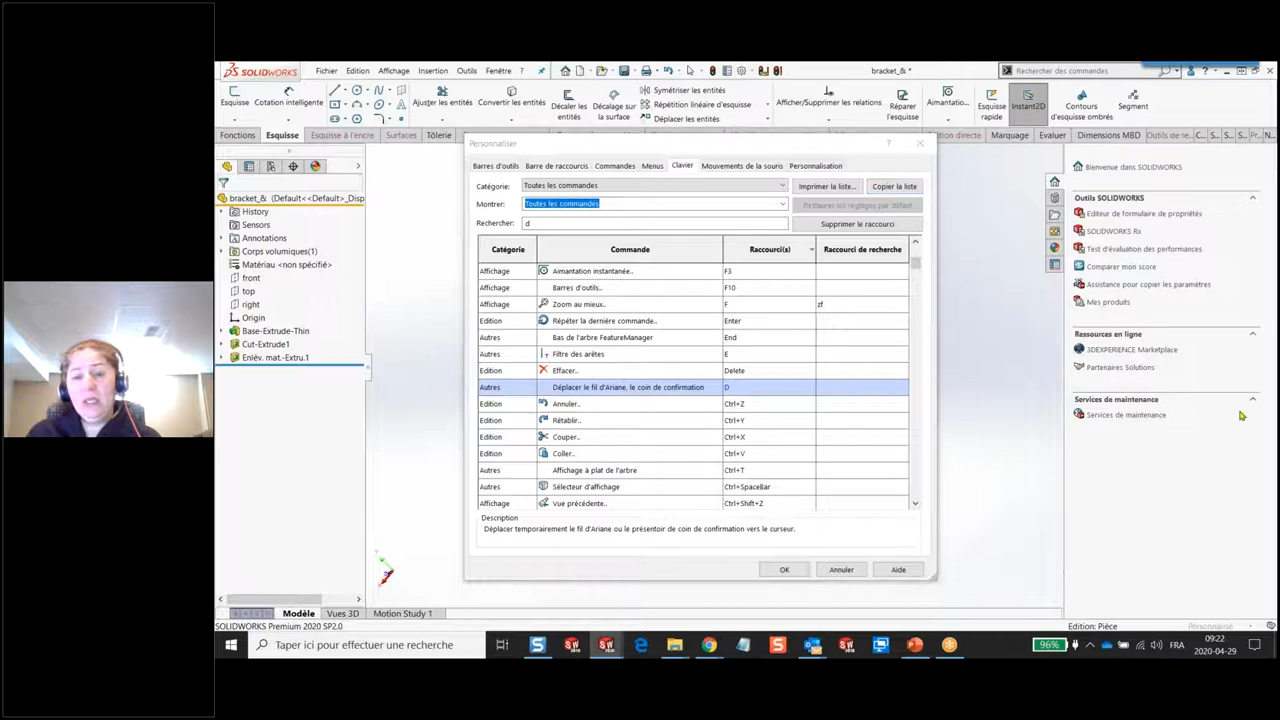 SOLIDWORKS Fichier Edition Affichage Insertion Outils Fenêtre bracket_& * Rechercher des commandes
Esquisse Cotation intelligente Ajuster les entités Convertir les entités Décaler les entités Décalage sur la surface
Symétriser les entités
Répétition linéaire d'esquisse
Déplacer les entités
Afficher/Supprimer les relations Réparer l'esquisse Aimantation... Esquisse rapide Instant2D Contours d'esquisse ombrés Segment
Fonctions Esquisse Esquisse à l'encre Surfaces Tôlerie Marquage Evaluer Dimensions MBD Outils de re...
bracket_& (Default<<Default>_Disp
History
Sensors
Annotations
Corps volumiques(1)
Matériau <non spécifié>
front
top
right
Origin
Base-Extrude-Thin
Cut-Extrude1
Enlèv. mat.-Extru.1
Personnaliser
Barres d'outils Barre de raccourcis Commandes Menus Clavier Mouvements de la souris Personnalisation
Catégorie: Toutes les commandes Imprimer la liste... Copier la liste
Montrer: Toutes les commandes Restaurer les réglages par défaut
Rechercher: d Supprimer le raccourci
Catégorie Commande Raccourci(s) Raccourci de recherche
Affichage Aimantation instantanée.. F3
Affichage Barres d'outils.. F10
Affichage Zoom au mieux.. F zf
Edition Répéter la dernière commande.. Enter
Autres Bas de l'arbre FeatureManager End
Autres Filtre des arêtes E
Edition Effacer.. Delete
Autres Déplacer le fil d'Ariane, le coin de confirmation D
Edition Annuler.. Ctrl+Z
Edition Rétablir.. Ctrl+Y
Edition Couper.. Ctrl+X
Edition Coller.. Ctrl+V
Autres Affichage à plat de l'arbre Ctrl+T
Autres Sélecteur d'affichage Ctrl+SpaceBar
Affichage Vue précédente.. Ctrl+Shift+Z
Description
Déplacer temporairement le fil d'Ariane ou le présentoir de coin de confirmation vers le curseur.
OK Annuler Aide
Bienvenue dans SOLIDWORKS
Outils SOLIDWORKS
Editeur de formulaire de propriétés
SOLIDWORKS Rx
Test d'évaluation des performances
Comparer mon score
Assistance pour copier les paramètres
Mes produits
Ressources en ligne
3DEXPERIENCE Marketplace
Partenaires Solutions
Services de maintenance
Services de maintenance
Modèle Vues 3D Motion Study 1
SOLIDWORKS Premium 2020 SP2.0 Edition: Pièce Personnalisé
Taper ici pour effectuer une recherche 96% FRA 09:22
2020-04-29